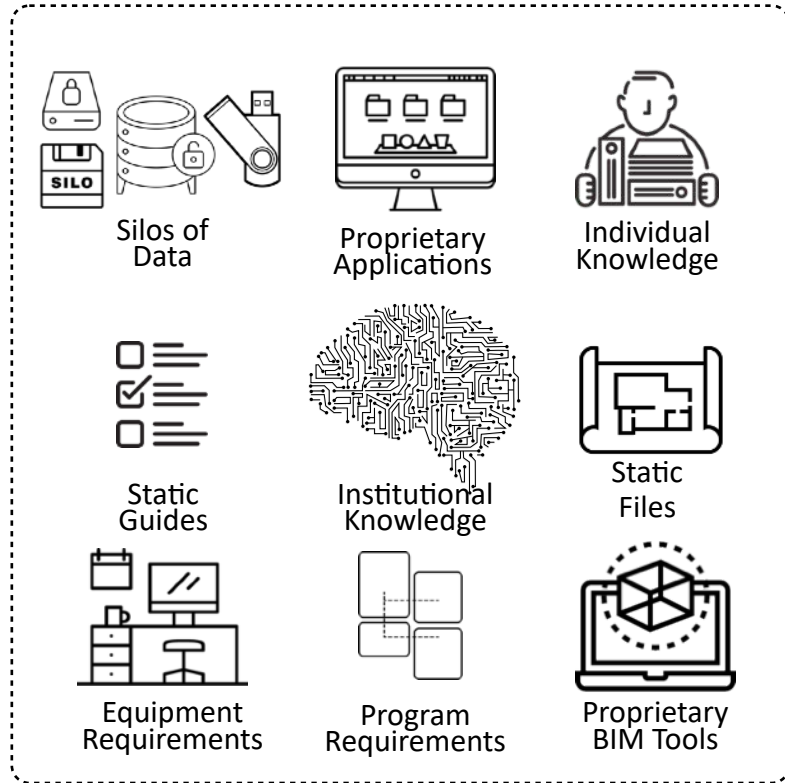 SILO
Silos of
Data
Proprietary
Applications
Individual
Knowledge
Static
Guides
Institutional
Knowledge
Static
Files
Equipment
Requirements
Program
Requirements
Proprietary
BIM Tools